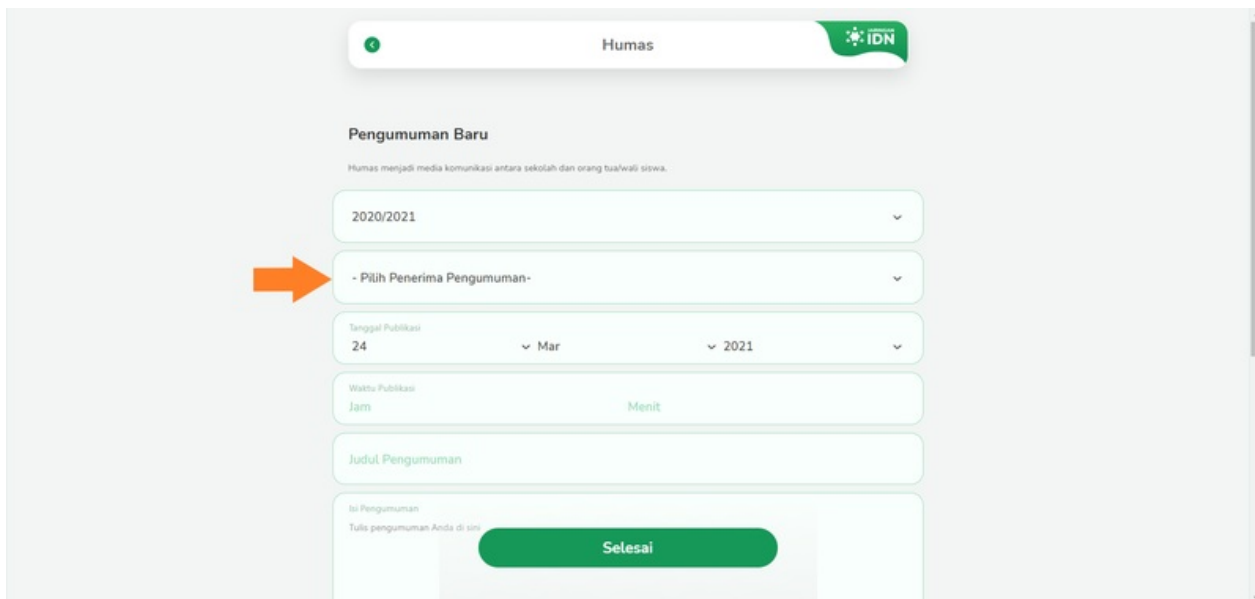 Humas
JARINGAN
IDN
Pengumuman Baru
Humas menjadi media komunikasi antara sekolah dan orang tua/wali siswa.
2020/2021
- Pilih Penerima Pengumuman-
Tanggal Publikasi
24 Mar 2021
Waktu Publikasi
Jam Menit
Judul Pengumuman
Isi Pengumuman
Tulis pengumuman Anda di sini
Selesai